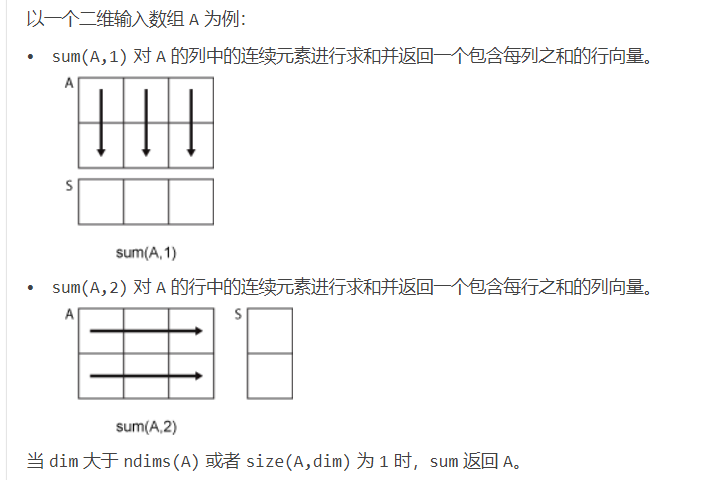 以一个二维输入数组 A 为例：
• sum(A,1) 对 A 的列中的连续元素进行求和并返回一个包含每列之和的行向量。
A
S
sum(A,1)
• sum(A,2) 对 A 的行中的连续元素进行求和并返回一个包含每行之和的列向量。
A S
sum(A,2)
当 dim 大于 ndims(A) 或者 size(A,dim) 为 1 时，sum 返回 A。